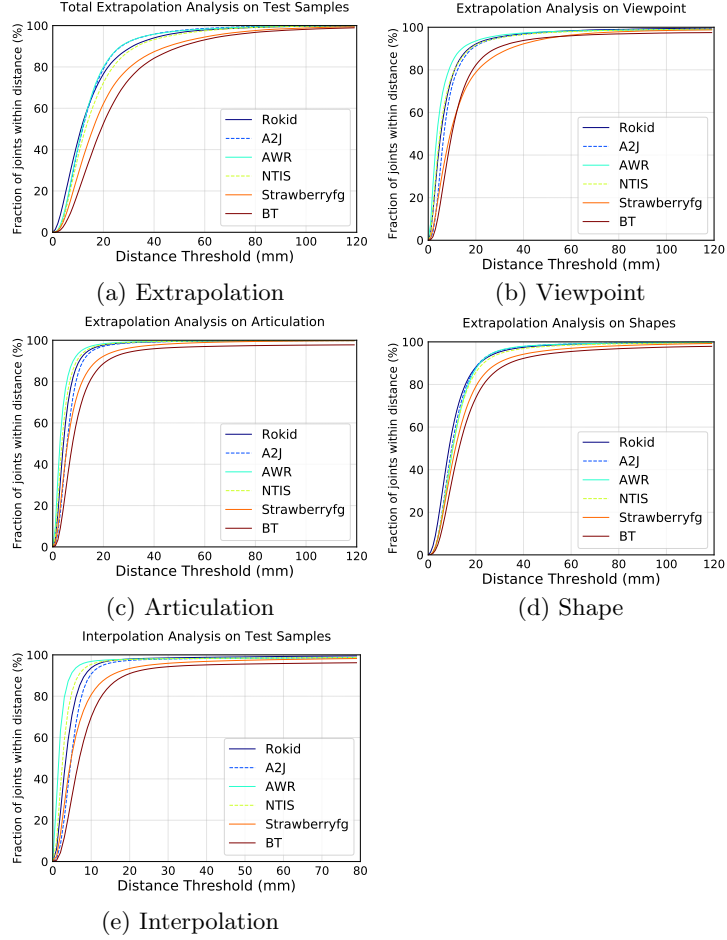 Total Extrapolation Analysis on Test Samples
Fraction of joints within distance (%)
100
80
60
40
20
0
Rokid
A2J
AWR
NTIS
Strawberryfg
BT
0 20 40 60 80 100 120
Distance Threshold (mm)
(a) Extrapolation
Extrapolation Analysis on Viewpoint
Fraction of joints within distance (%)
100
80
60
40
20
0
Rokid
A2J
AWR
NTIS
Strawberryfg
BT
0 20 40 60 80 100 120
Distance Threshold (mm)
(b) Viewpoint
Extrapolation Analysis on Articulation
Fraction of joints within distance (%)
100
80
60
40
20
0
Rokid
A2J
AWR
NTIS
Strawberryfg
BT
0 20 40 60 80 100 120
Distance Threshold (mm)
(c) Articulation
Extrapolation Analysis on Shapes
Fraction of joints within distance (%)
100
80
60
40
20
0
Rokid
A2J
AWR
NTIS
Strawberryfg
BT
0 20 40 60 80 100 120
Distance Threshold (mm)
(d) Shape
Interpolation Analysis on Test Samples
Fraction of joints within distance (%)
100
80
60
40
20
0
Rokid
A2J
AWR
NTIS
Strawberryfg
BT
0 10 20 30 40 50 60 70 80
Distance Threshold (mm)
(e) Interpolation